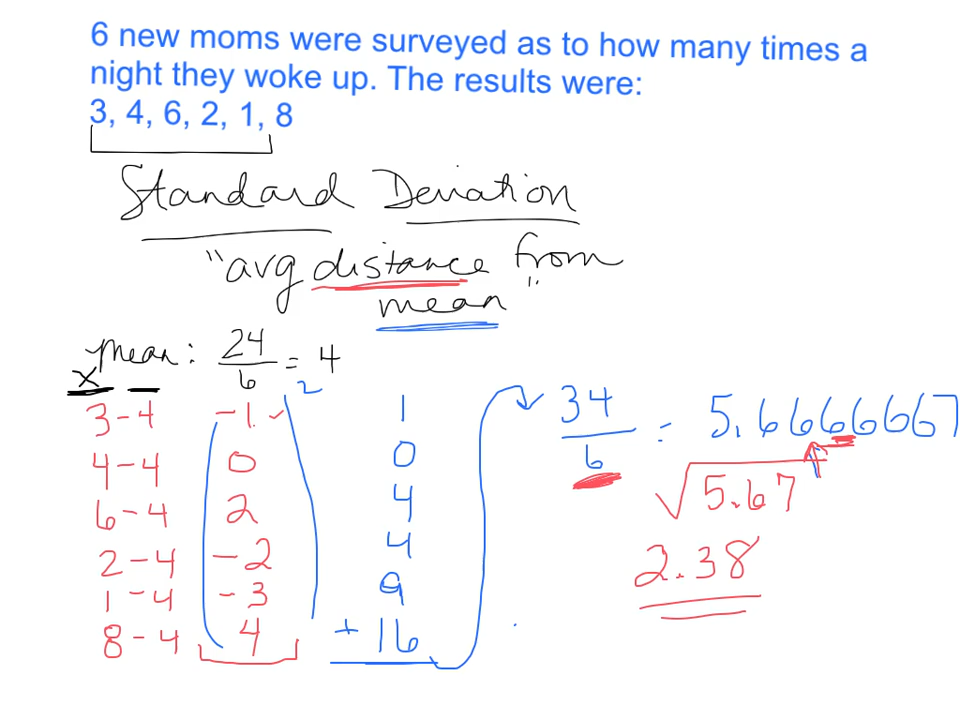 6 new moms were surveyed as to how many times a
night they woke up. The results were:
3, 4, 6, 2, 1, 8
Standard Deviation
"avg distance from
mean"
mean: 24/6 = 4
x
2
3-4 -1 1
4-4 0 0
6-4 2 4
2-4 -2 4
1-4 -3 9
8-4 4 +16
34/6 = 5.6666667
√5.67
2.38